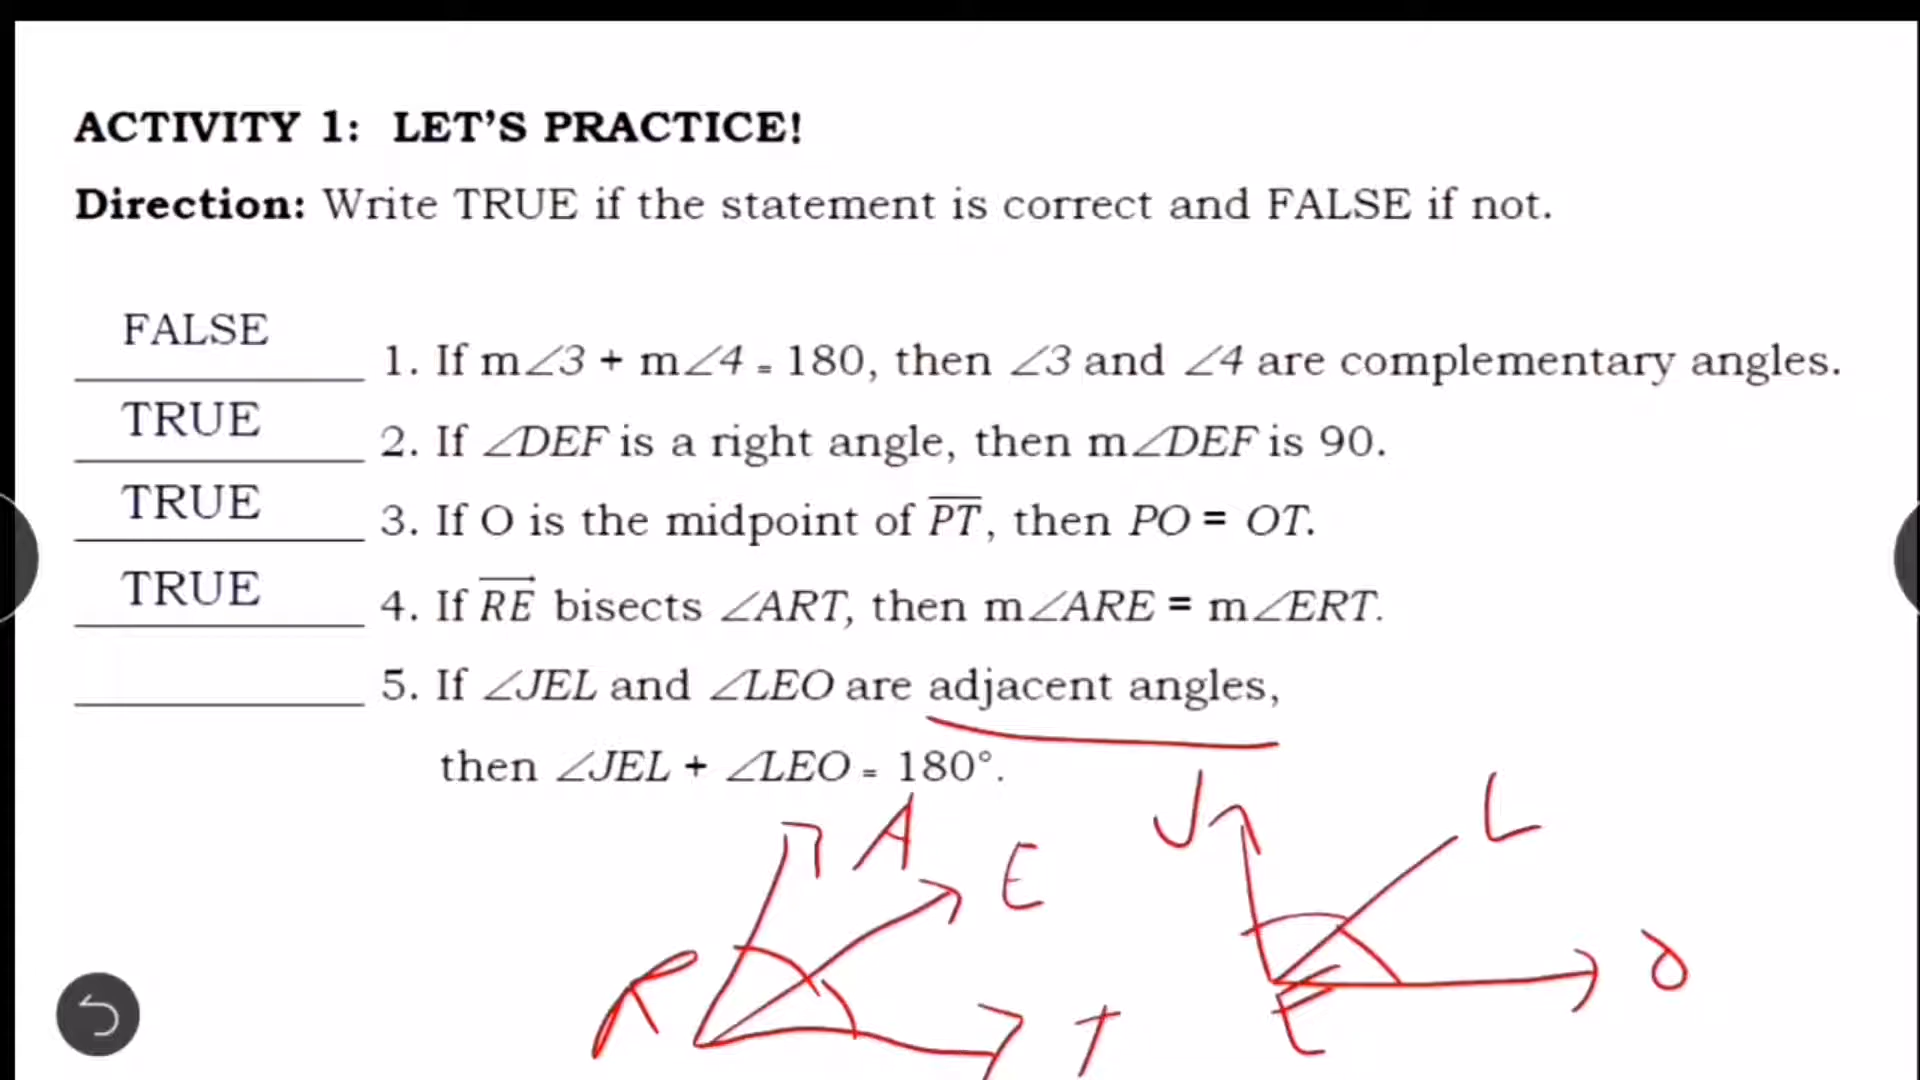 ACTIVITY 1: LET'S PRACTICE!
Direction: Write TRUE if the statement is correct and FALSE if not.
FALSE 1. If m∠3 + m∠4 = 180, then ∠3 and ∠4 are complementary angles.
TRUE 2. If ∠DEF is a right angle, then m∠DEF is 90.
TRUE 3. If O is the midpoint of P̅T̅, then PO = OT.
TRUE 4. If R⃗E⃗ bisects ∠ART, then m∠ARE = m∠ERT.
5. If ∠JEL and ∠LEO are adjacent angles,
then ∠JEL + ∠LEO = 180°.
A E J L
R T E O